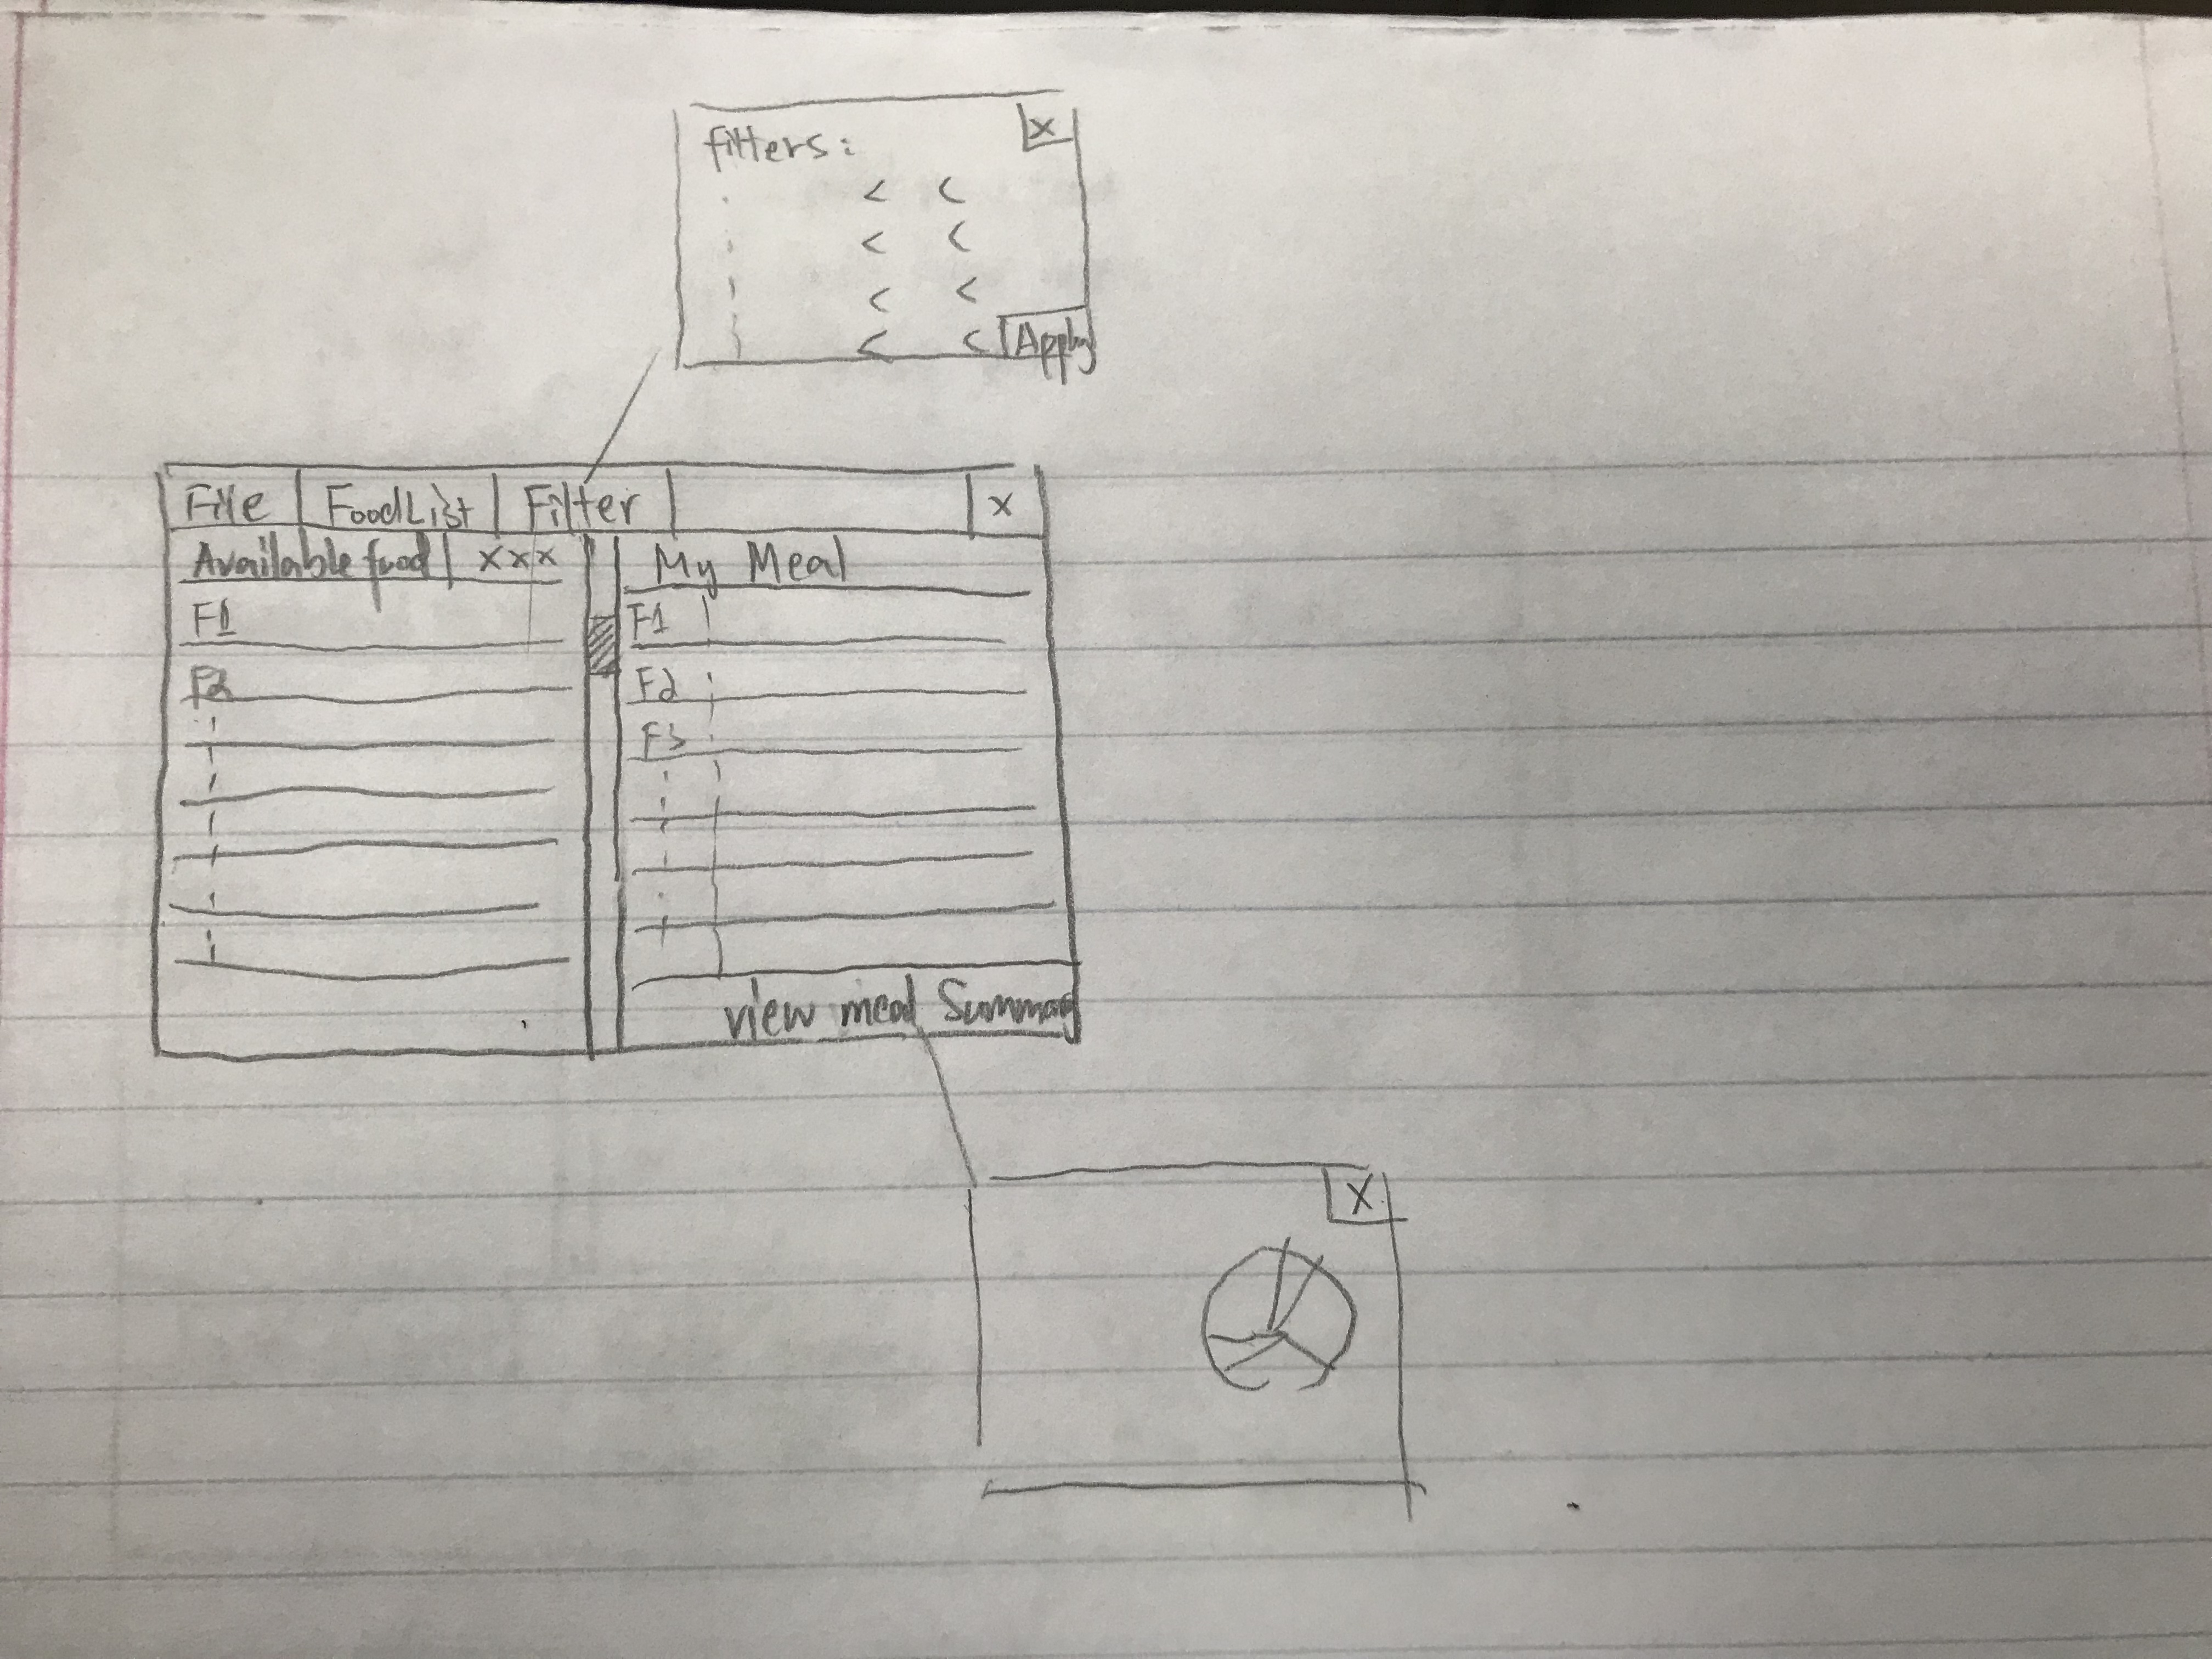 filters: X
< <
< <
< <
< < Apply
File FoodList Filter X
Available food xxx My Meal
F1 F1
F2 F2
F3
view meal Summary
X